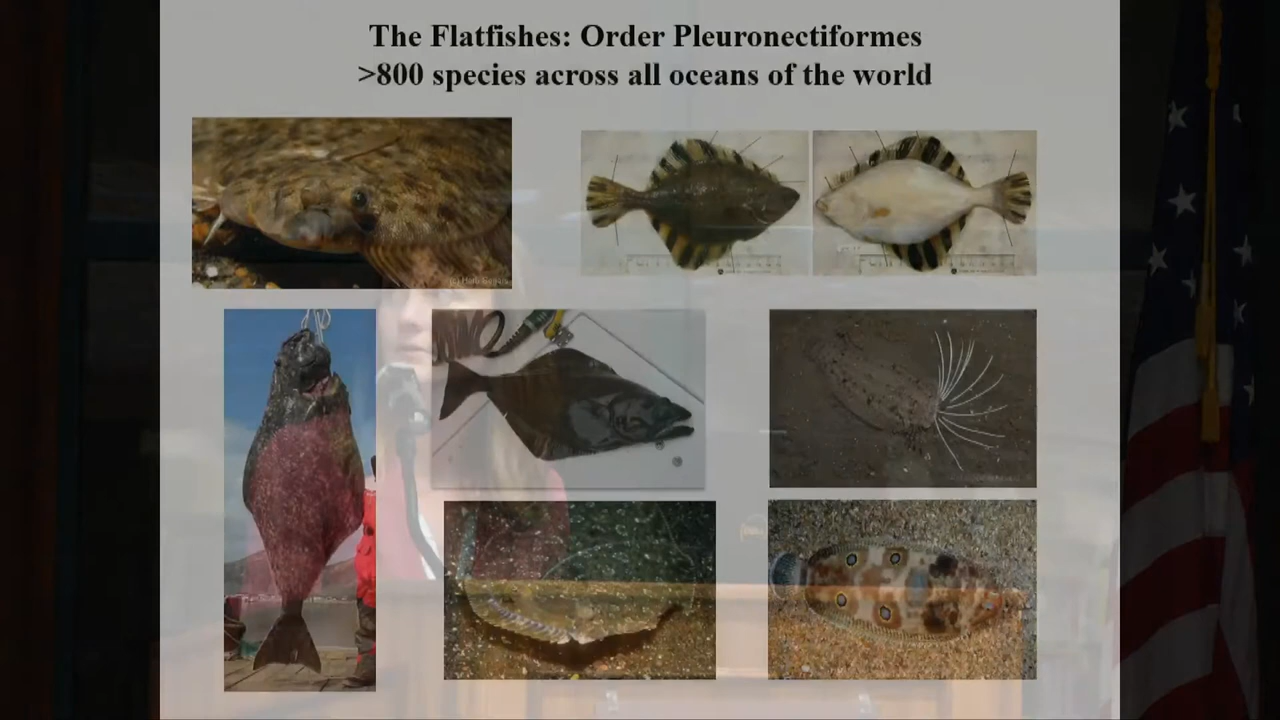 The Flatfishes: Order Pleuronectiformes
>800 species across all oceans of the world